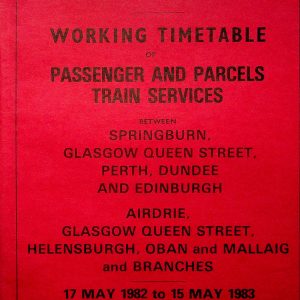 WORKING TIMETABLE
OF
PASSENGER AND PARCELS
TRAIN SERVICES
BETWEEN
SPRINGBURN,
GLASGOW QUEEN STREET,
PERTH, DUNDEE
AND EDINBURGH
AIRDRIE,
GLASGOW QUEEN STREET,
HELENSBURGH, OBAN and MALLAIG
and BRANCHES
17 MAY 1982 to 15 MAY 1983